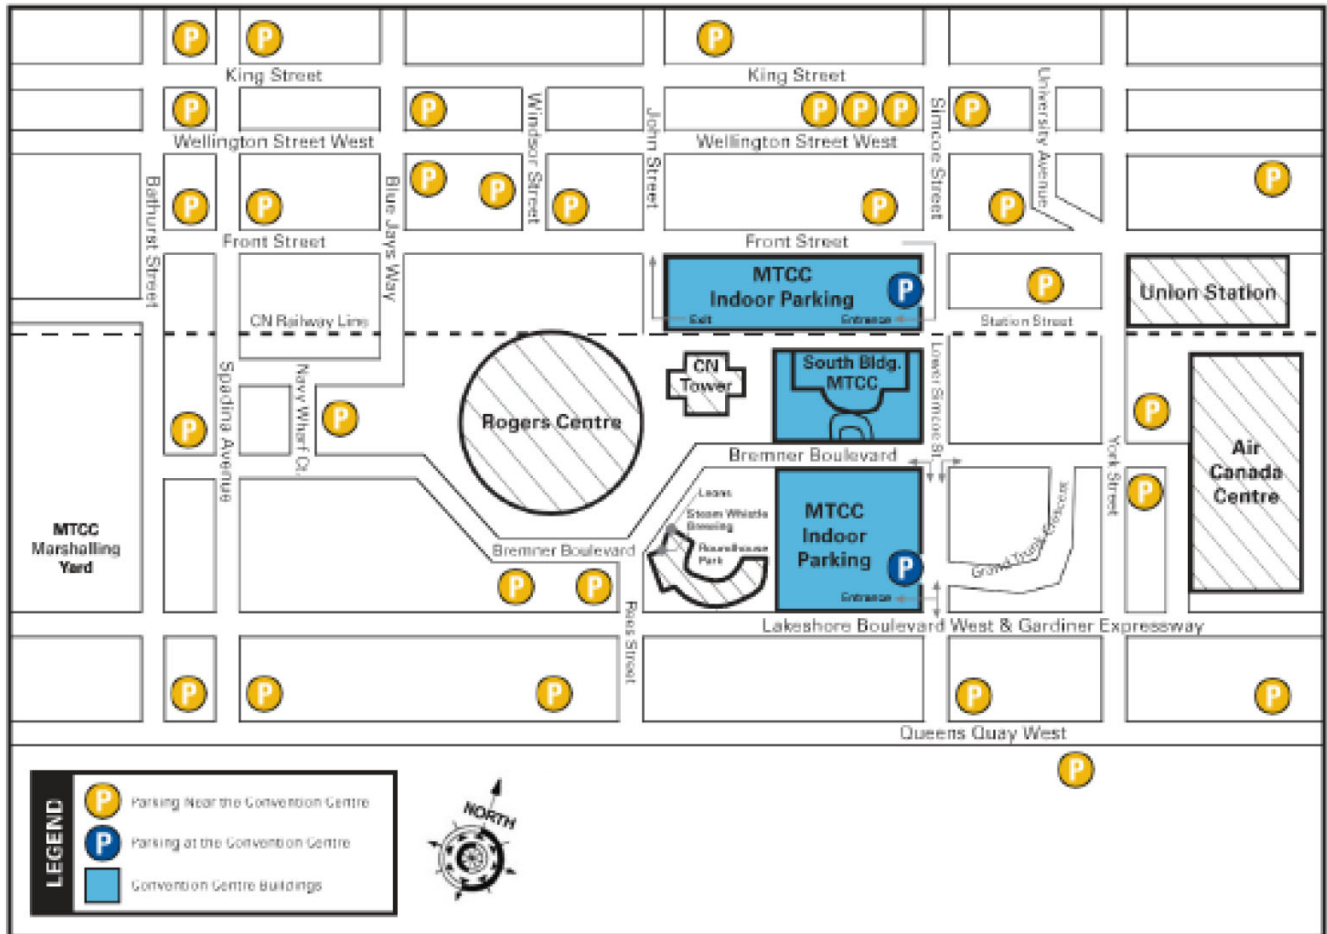 P P P
King Street King Street
P P P P P P
Wellington Street West Wellington Street West
Windsor Street
John Street
Simcoe Street
University Avenue
P P P P P P P P
Bathurst Street
Blue Jays Way
Front Street Front Street
MTCC
Indoor Parking
P
Exit
Entrance
P
Union Station
CN Railway Line
Station Street
Spadina Avenue
Navy Wharf Ct.
P P
Rogers Centre
CN
Tower
South Bldg.
MTCC
Lower Simcoe St.
York Street
P
Air
Canada
Centre
Bremner Boulevard
P
MTCC
Marshalling
Yard
Leons
Steam Whistle
Brewing
Roundhouse
Park
MTCC
Indoor
Parking
P
Entrance
Grand Trunk Crescent
Bremner Boulevard
P P
Rees Street
Lakeshore Boulevard West & Gardiner Expressway
P P P P P
Queens Quay West
P
LEGEND
P Parking Near the Convention Centre
P Parking at the Convention Centre
Convention Centre Buildings
NORTH